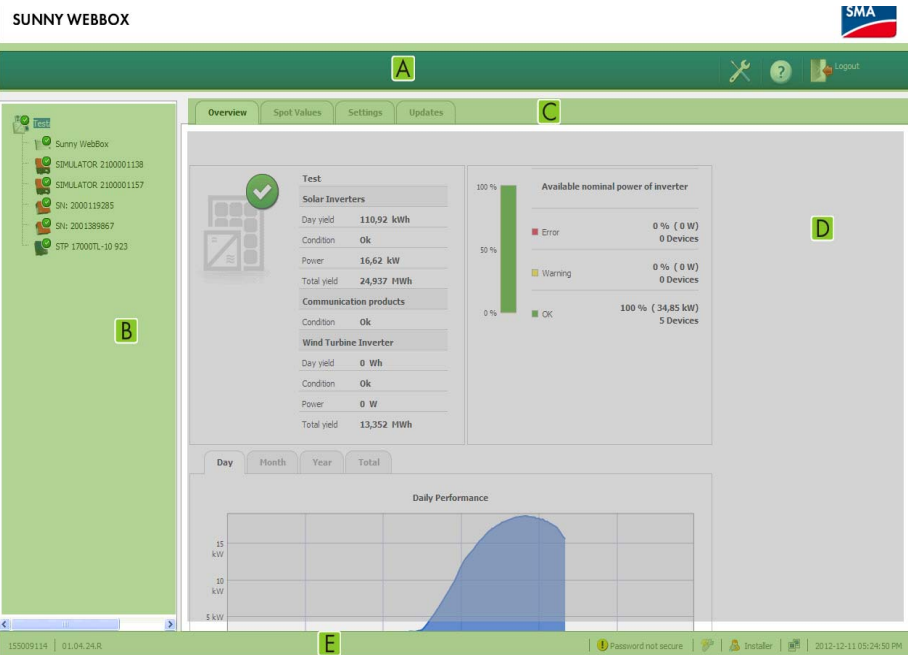 SUNNY WEBBOX
SMA
A
Logout
Test
Sunny WebBox
SIMULATOR 2100001138
SIMULATOR 2100001157
SN: 2000119285
SN: 2001389867
STP 17000TL-10 923
B
Overview Spot Values Settings Updates
C
Test
Solar Inverters
Day yield 110,92 kWh
Condition Ok
Power 16,62 kW
Total yield 24,937 MWh
Communication products
Condition Ok
Wind Turbine Inverter
Day yield 0 Wh
Condition Ok
Power 0 W
Total yield 13,352 MWh
100 %
50 %
0 %
Available nominal power of inverter
Error 0 % ( 0 W)
0 Devices
Warning 0 % ( 0 W)
0 Devices
OK 100 % ( 34,85 kW)
5 Devices
D
Day Month Year Total
Daily Performance
15
kW
10
kW
5 kW
155009114 01.04.24.R
E
Password not secure
Installer
2012-12-11 05:24:50 PM